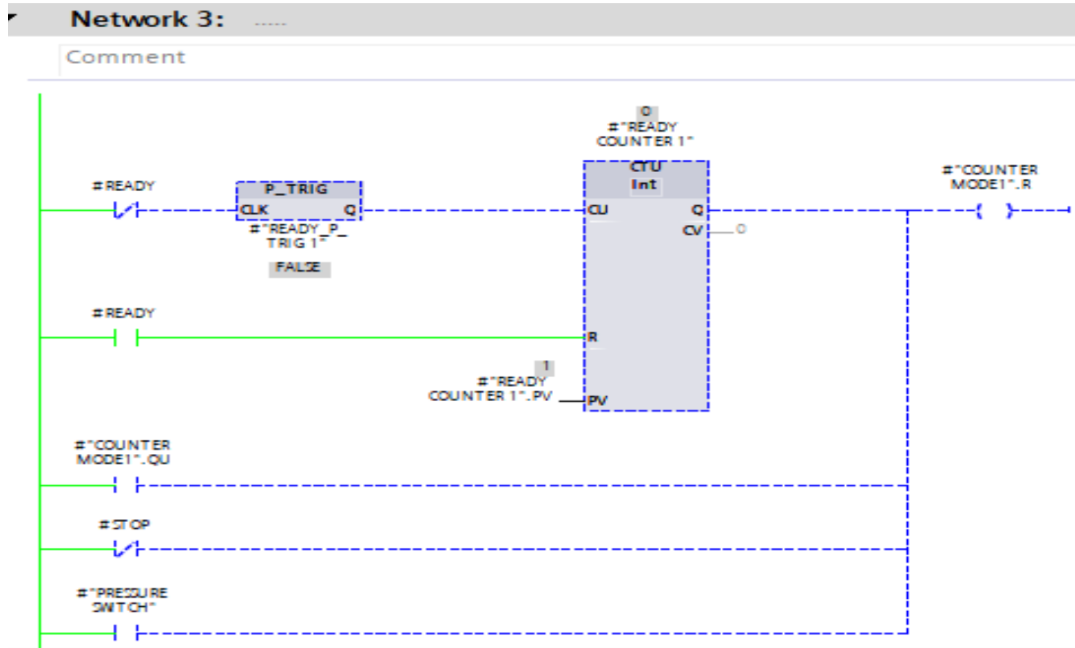 Network 3: .....
Comment
0
#"READY
COUNTER 1"
CTU
Int
#"COUNTER
MODE1".R
#READY
P_TRIG
CLK Q
#"READY_P_
TRIG 1"
FALSE
CU Q
CV 0
#READY
R
1
#"READY
COUNTER 1".PV
PV
#"COUNTER
MODE1".QU
#STOP
#"PRESSURE
SWITCH"